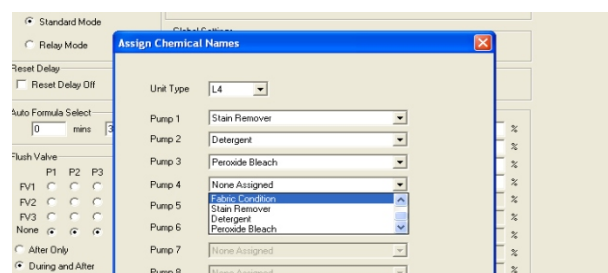 Standard Mode
Relay Mode
Reset Delay
Reset Delay Off
Auto Formula Select
0 mins 3
Flush Valve
P1 P2 P3
FV1
FV2
FV3
None
After Only
During and After
Global Settings
Assign Chemical Names
Unit Type L4
Pump 1 Stain Remover
Pump 2 Detergent
Pump 3 Peroxide Bleach
Pump 4 None Assigned
Fabric Condition
Stain Remover
Detergent
Peroxide Bleach
Pump 5
Pump 6
Pump 7 None Assigned
Pump 8 None Assigned
%
%
%
%
%
%
%
%